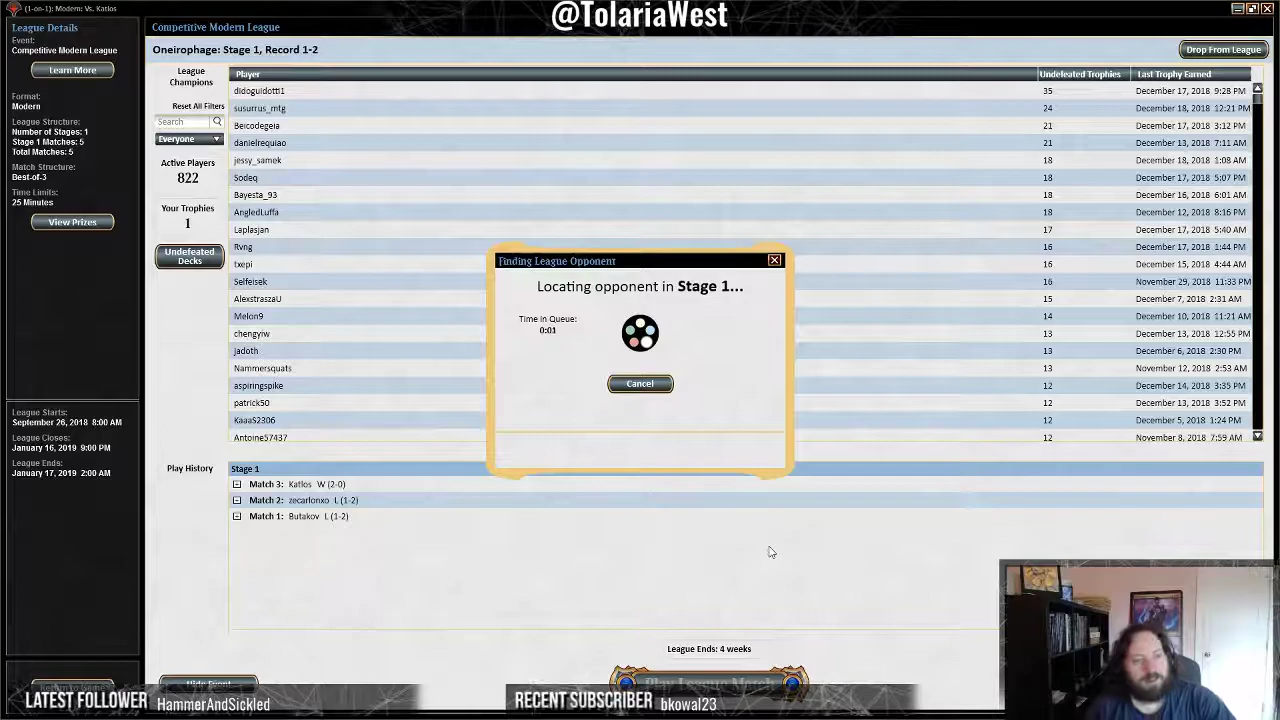 (1-on-1): Modern: Vs. Katlos
@TolariaWest
League Details
Event:
Competitive Modern League
Learn More
Format:
Modern
League Structure:
Number of Stages: 1
Stage 1 Matches: 5
Total Matches: 5
Match Structure:
Best-of-3
Time Limits:
25 Minutes
View Prizes
League Starts:
September 26, 2018 8:00 AM
League Closes:
January 16, 2019 9:00 PM
League Ends:
January 17, 2019 2:00 AM
Competitive Modern League
Oneirophage: Stage 1, Record 1-2
Drop From League
League
Champions
Reset All Filters
Search
Everyone
Active Players
822
Your Trophies
1
Undefeated
Decks
Player Undefeated Trophies Last Trophy Earned
didoguidotti1 35 December 17, 2018 9:28 PM
susurrus_mtg 24 December 18, 2018 12:21 PM
Beicodegeia 21 December 17, 2018 3:12 PM
danielrequiao 21 December 13, 2018 7:11 AM
jessy_samek 18 December 18, 2018 1:08 AM
Sodeq 18 December 17, 2018 5:07 PM
Bayesta_93 18 December 16, 2018 6:01 AM
AngledLuffa 18 December 12, 2018 8:16 PM
Laplasjan 17 December 17, 2018 5:40 AM
Rvng 16 December 17, 2018 1:44 PM
txepi 16 December 15, 2018 4:44 AM
Selfeisek 16 November 29, 2018 11:33 PM
AlexstraszaU 15 December 7, 2018 2:31 AM
Melon9 14 December 10, 2018 11:21 AM
chengyiw 13 December 13, 2018 12:55 PM
Jadoth 13 December 6, 2018 2:30 PM
Nammersquats 13 November 12, 2018 2:53 AM
aspiringspike 12 December 14, 2018 3:35 PM
patrick50 12 December 13, 2018 3:52 PM
KaaaS2306 12 December 5, 2018 1:24 PM
Antoine57437 12 November 8, 2018 7:59 AM
Finding League Opponent
Locating opponent in Stage 1...
Time in Queue:
0:01
Cancel
Play History
Stage 1
Match 3: Katlos W (2-0)
Match 2: zecarlonxo L (1-2)
Match 1: Butakov L (1-2)
League Ends: 4 weeks
Play League Match
Hide Event
Return to Game
LATEST FOLLOWER HammerAndSickled
RECENT SUBSCRIBER bkowal23